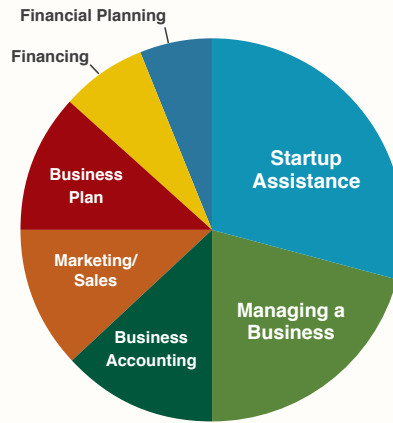 Financial Planning
Financing
Startup
Assistance
Business
Plan
Marketing/
Sales
Managing a
Business
Business
Accounting